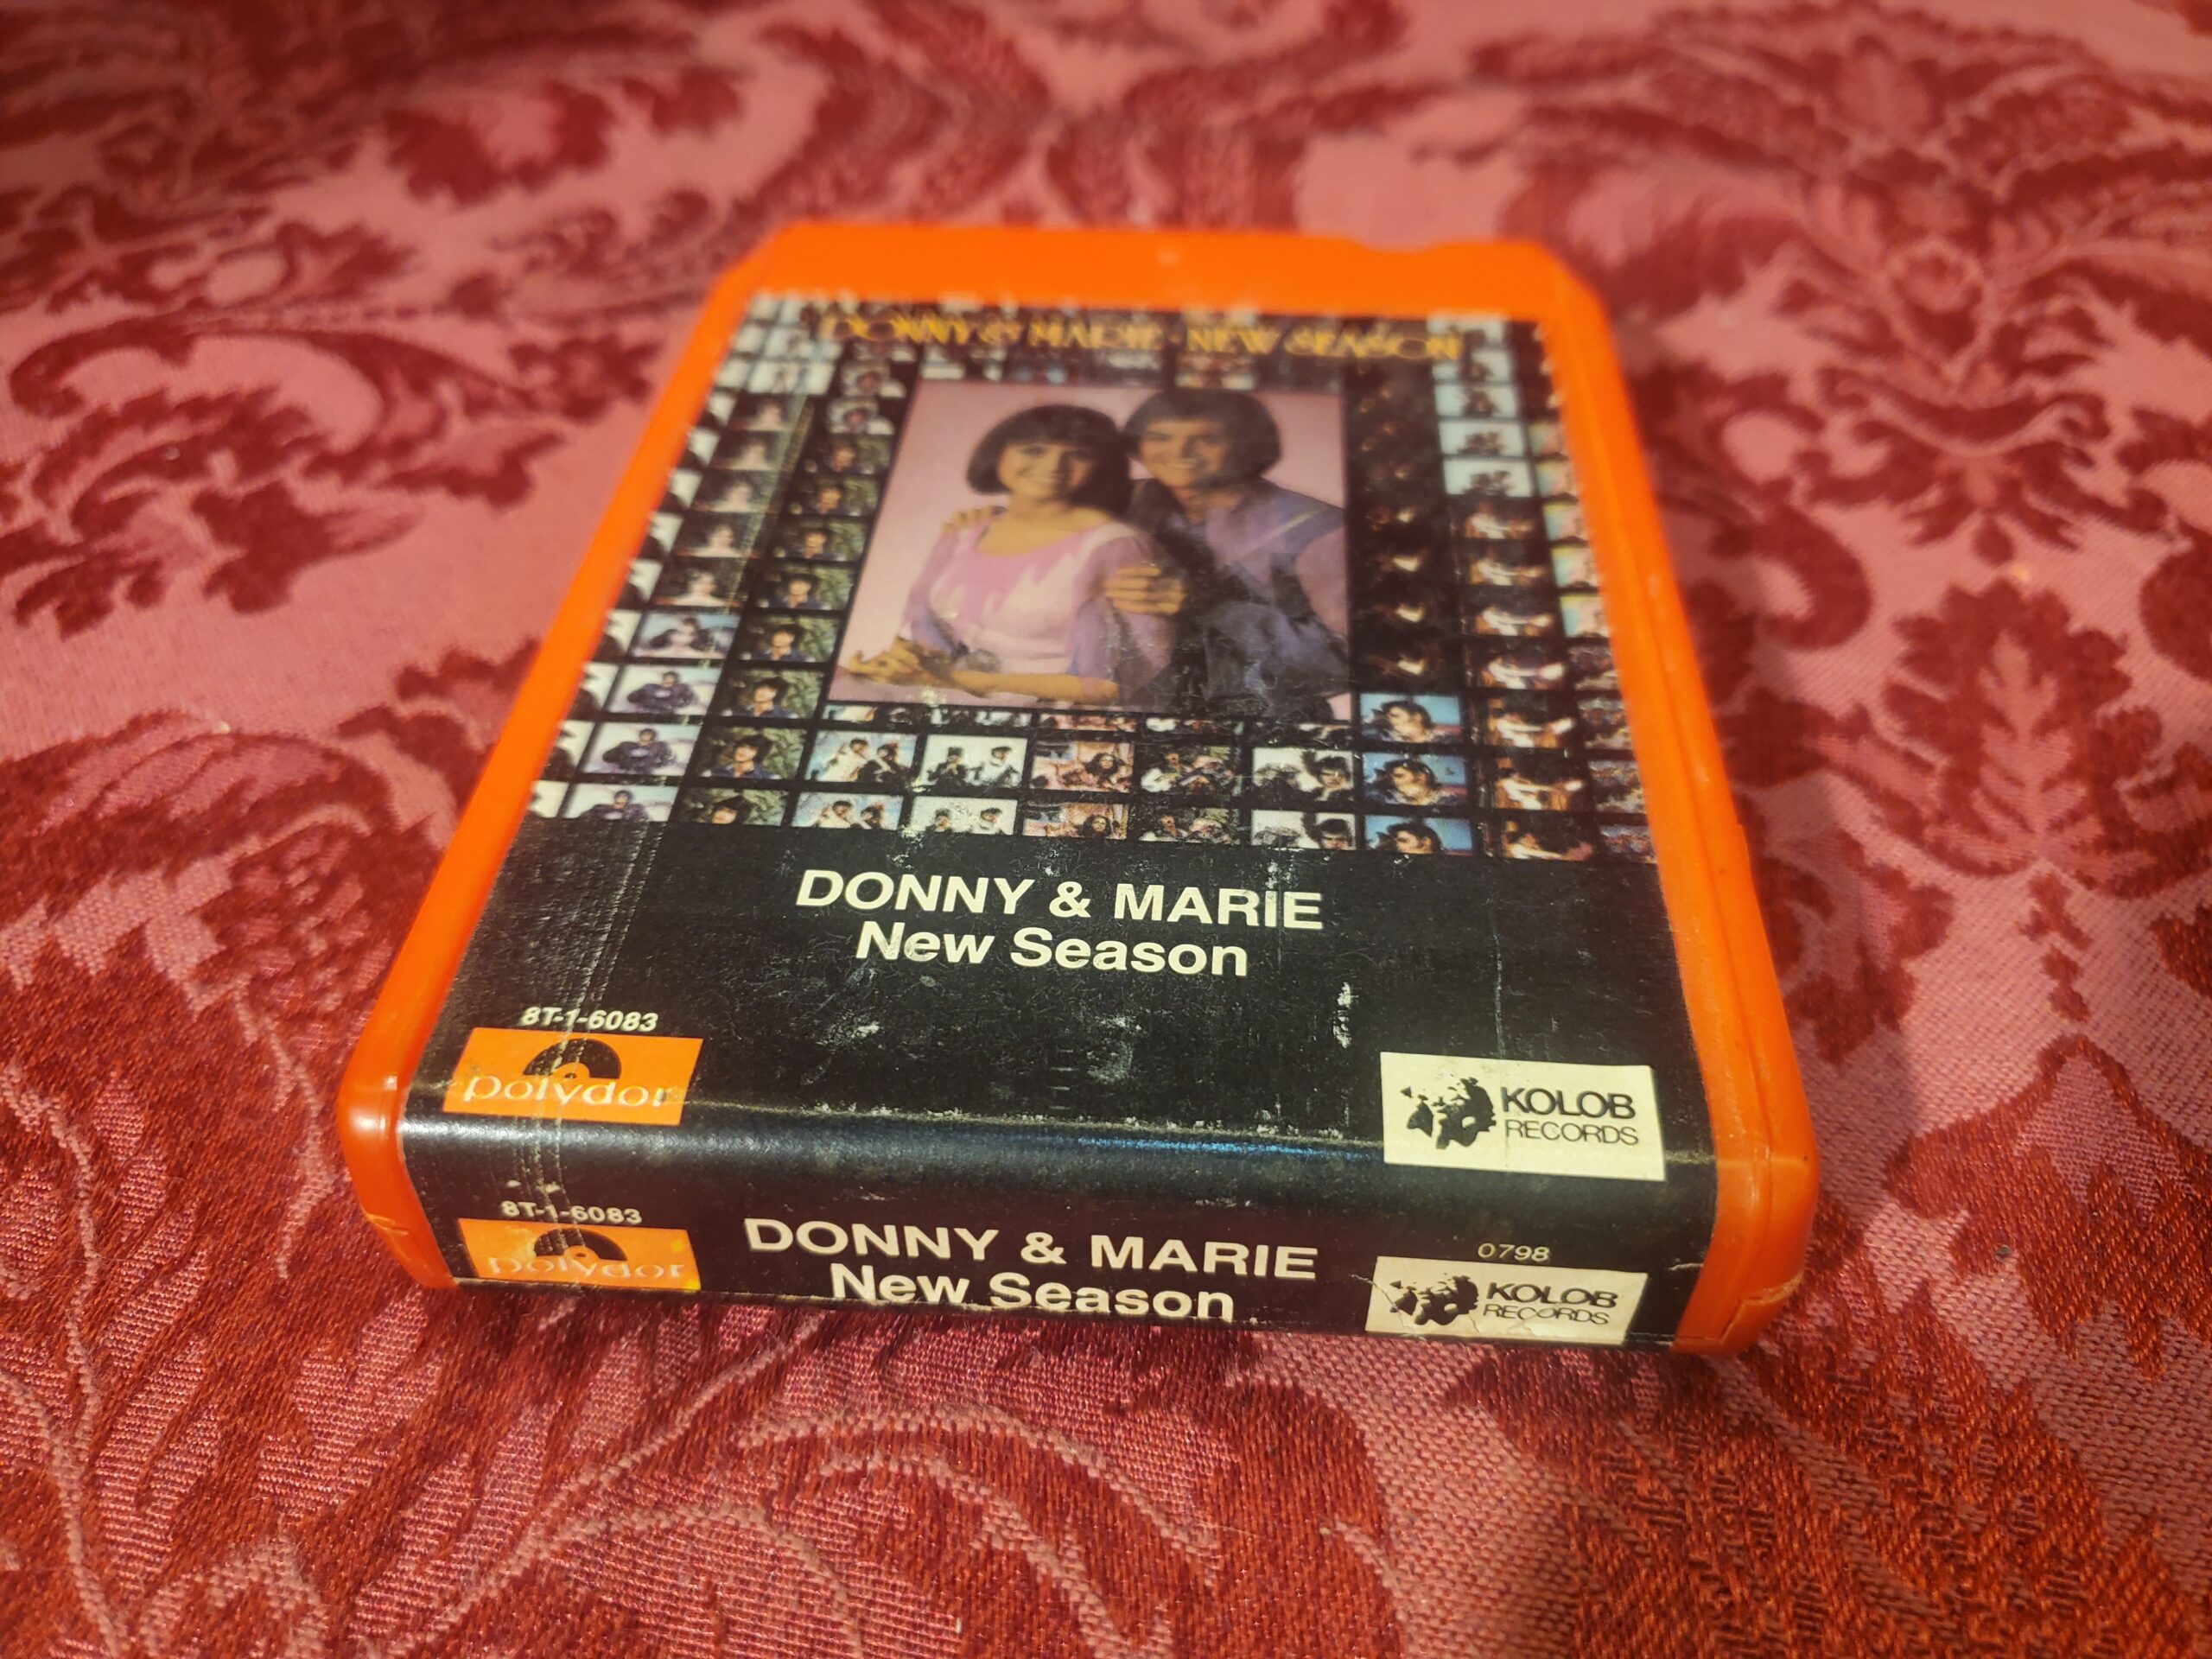 DONNY & MARIE · NEW SEASON
DONNY & MARIE
New Season
8T-1-6083
polydor
KOLOB
RECORDS
8T-1-6083
polydor
DONNY & MARIE
New Season
0798
KOLOB
RECORDS